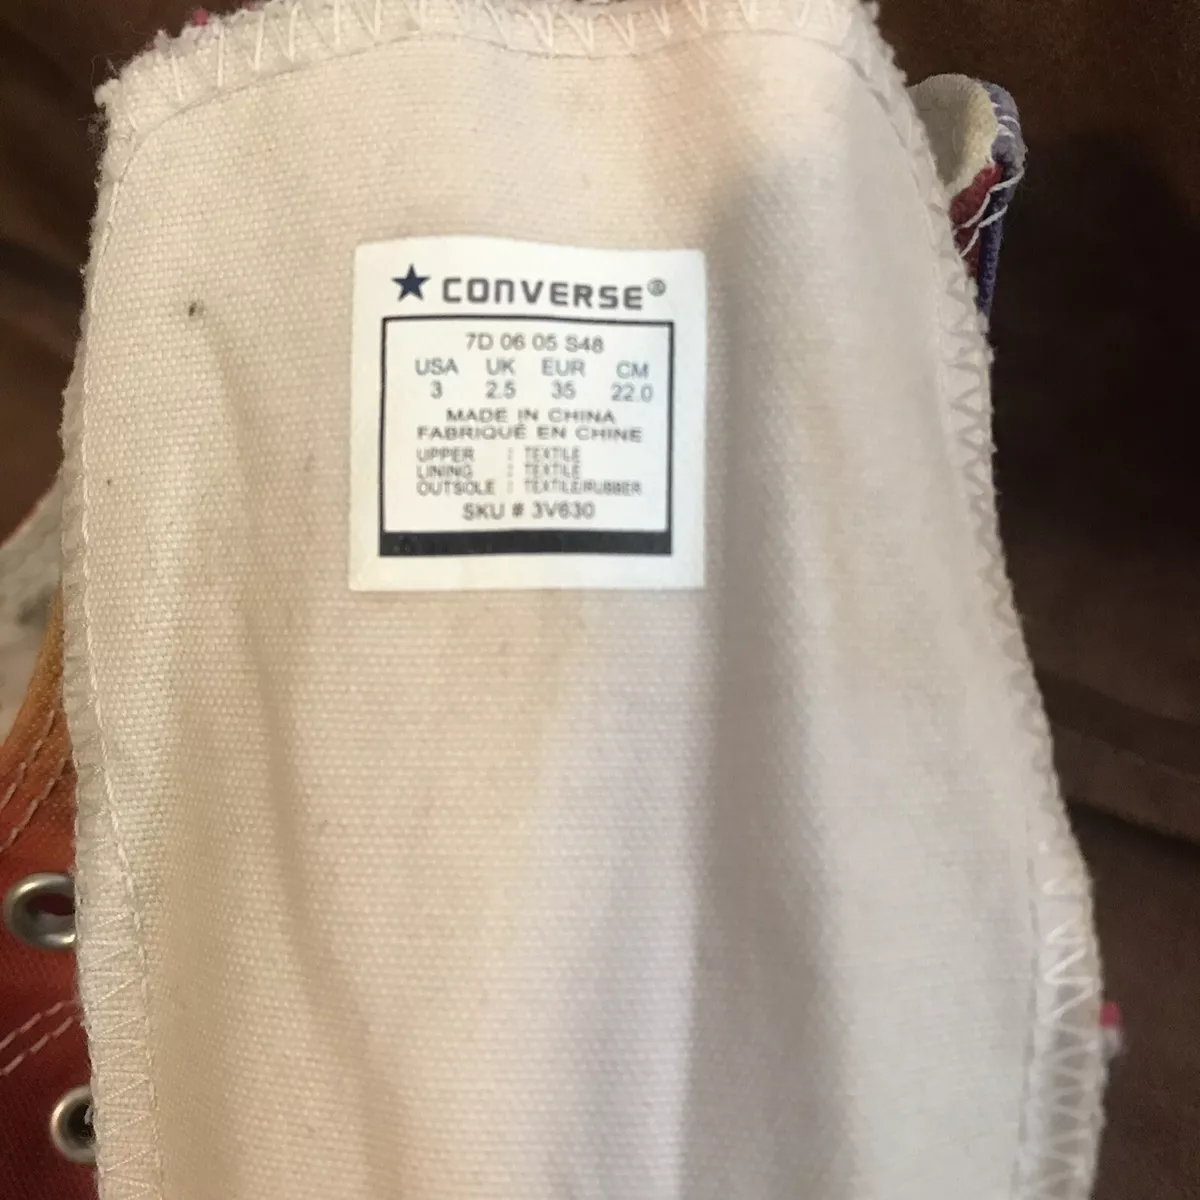 ★ CONVERSE®
7D 06 05 S48
USA UK EUR CM
3 2.5 35 22.0
MADE IN CHINA
FABRIQUÉ EN CHINE
UPPER : TEXTILE
LINING : TEXTILE
OUTSOLE : TEXTILE/RUBBER
SKU # 3V630